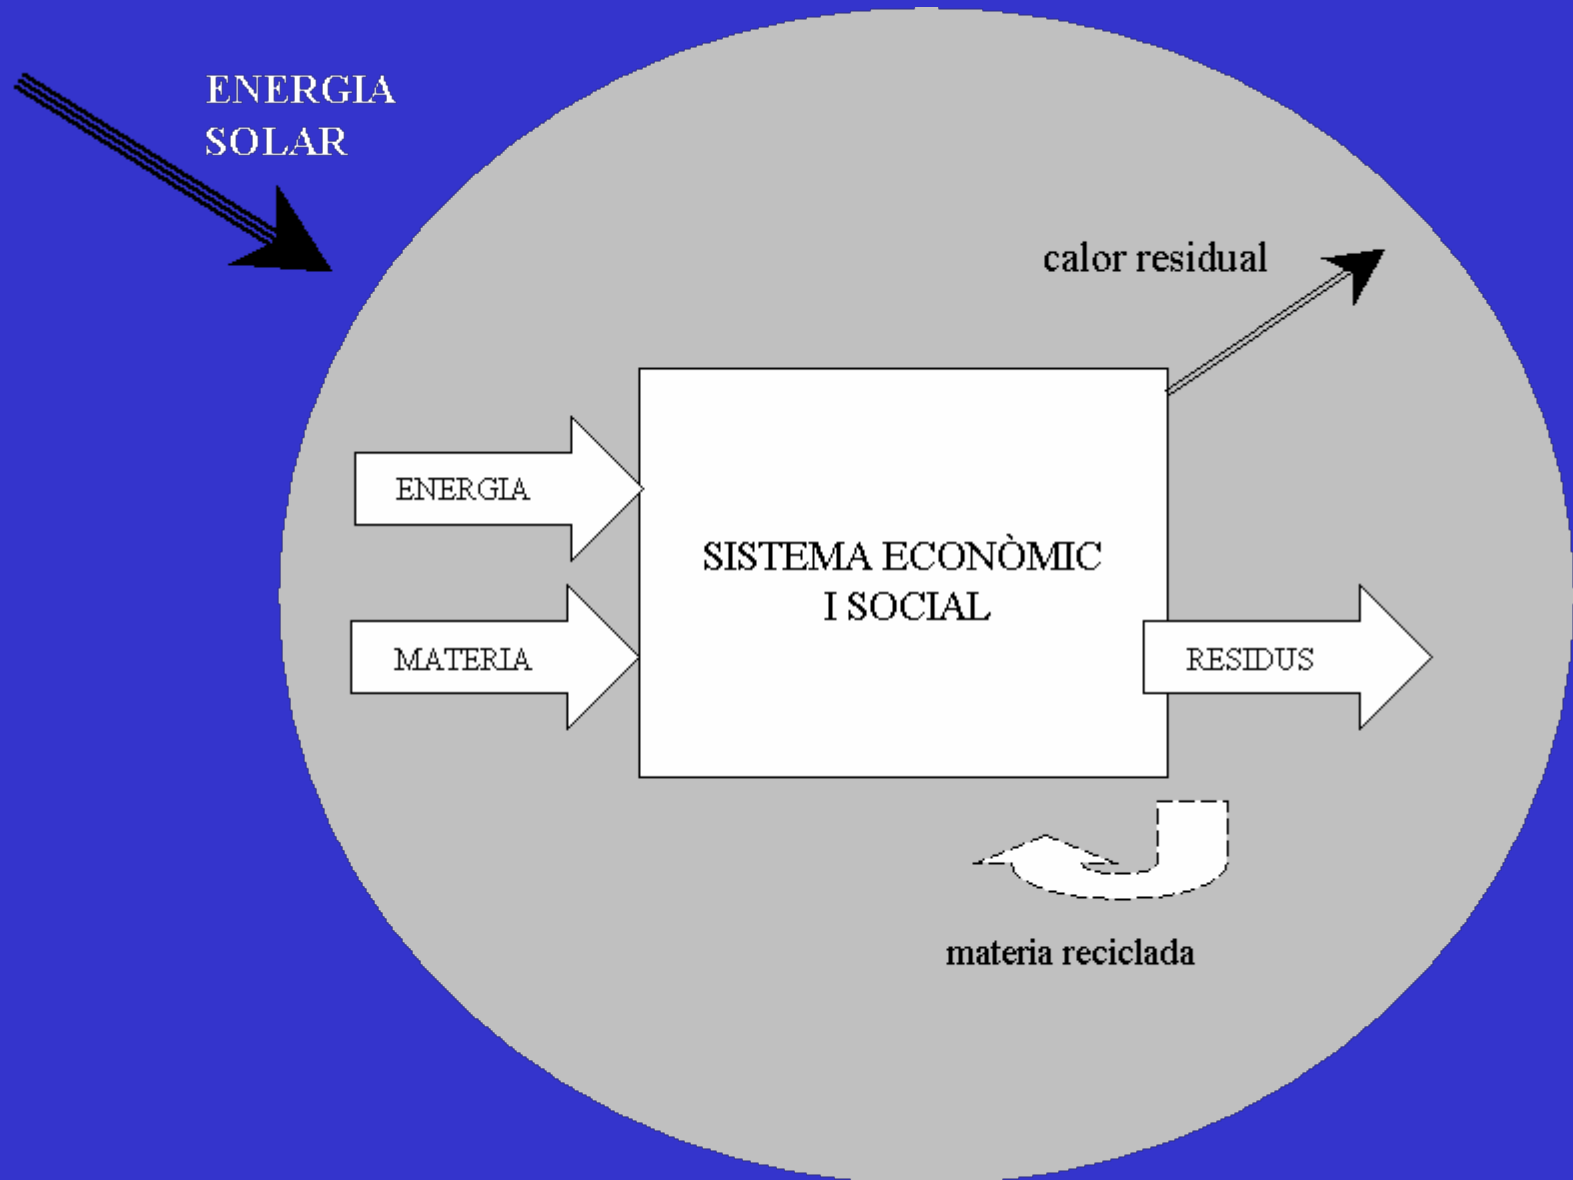 ENERGIA
SOLAR
calor residual
ENERGIA
SISTEMA ECONÒMIC
I SOCIAL
MATERIA
RESIDUS
materia reciclada